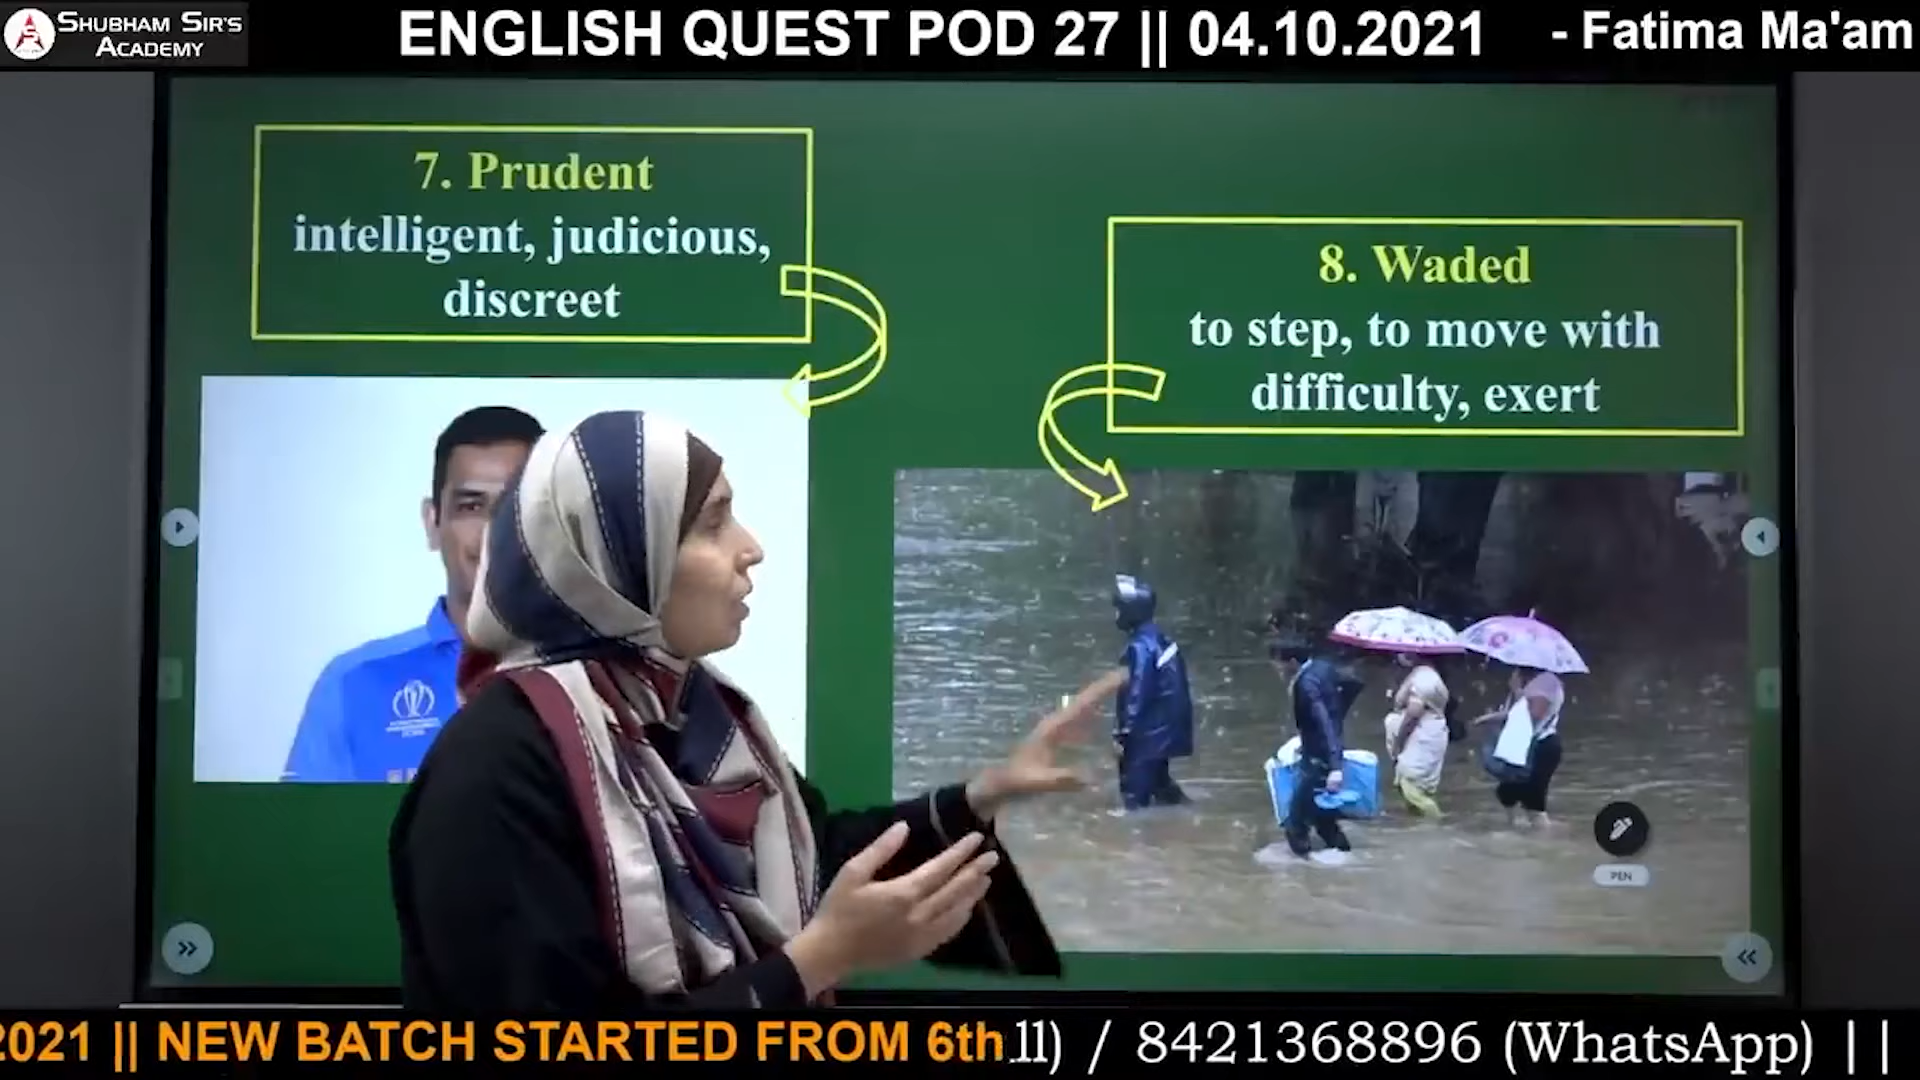 SHUBHAM SIR'S
ACADEMY
ENGLISH QUEST POD 27 || 04.10.2021
- Fatima Ma'am
7. Prudent
intelligent, judicious,
discreet
8. Waded
to step, to move with
difficulty, exert
PEN
2021 || NEW BATCH STARTED FROM 6th
ll) / 8421368896 (WhatsApp) ||